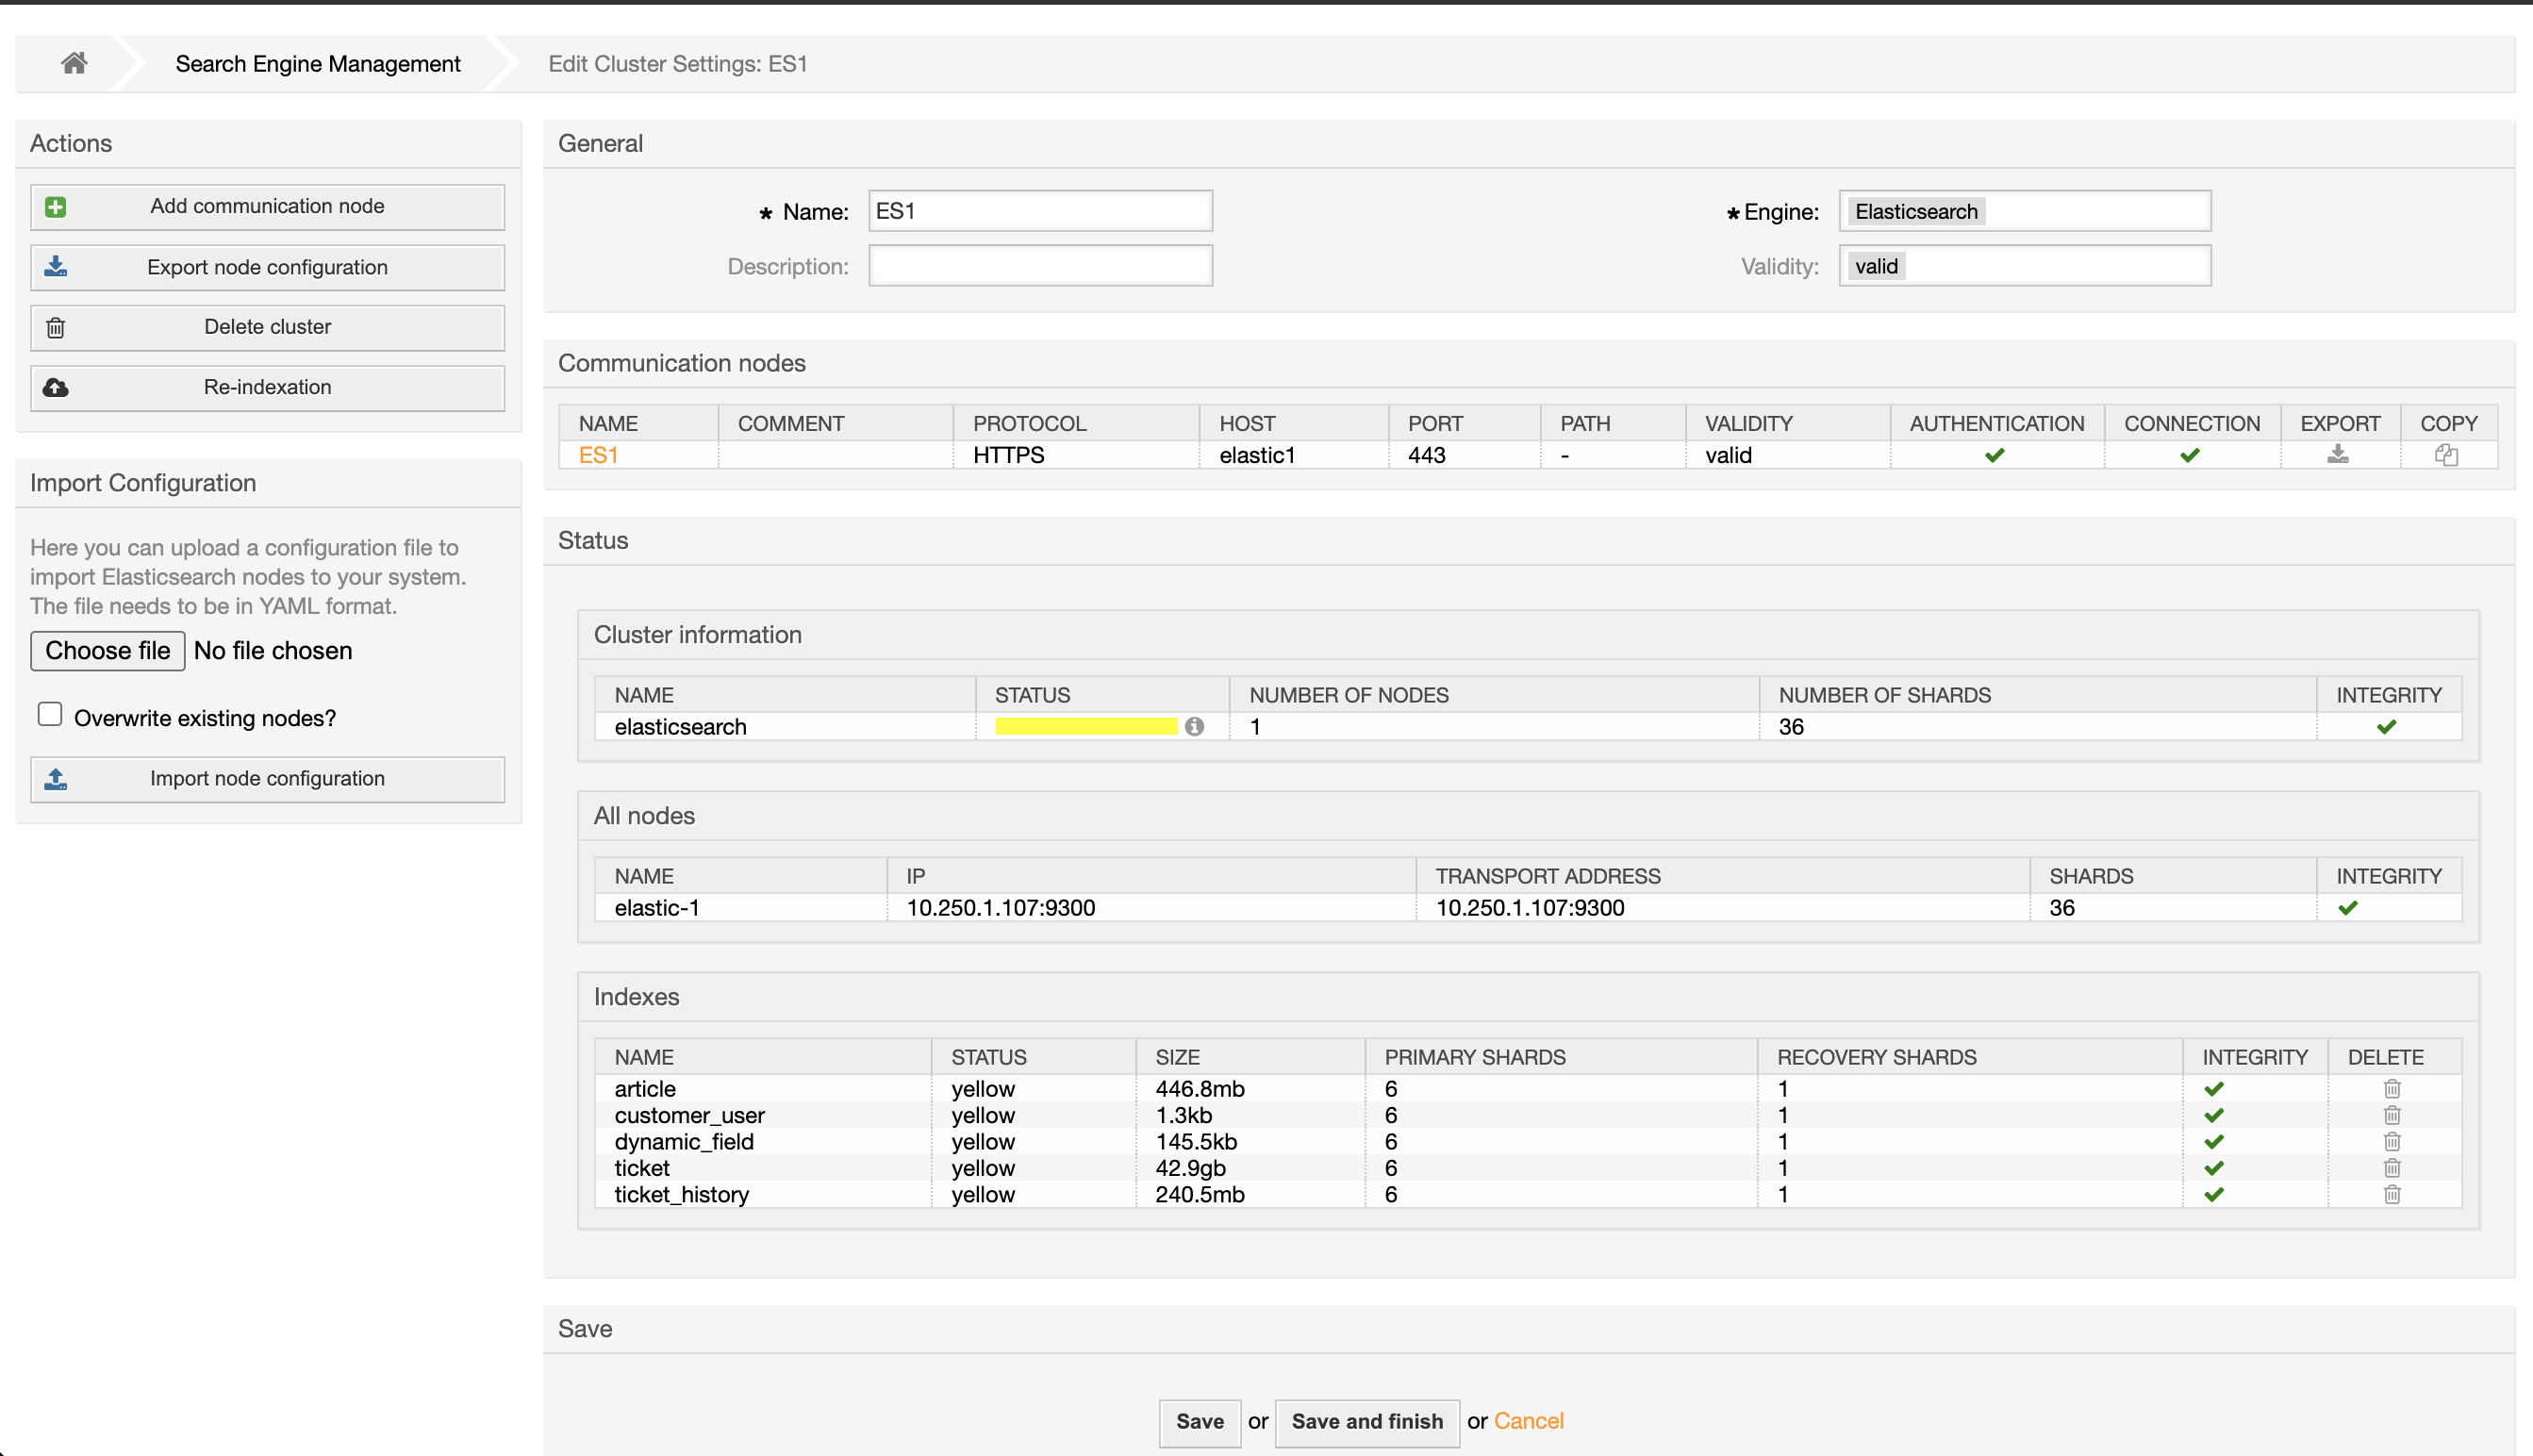 Search Engine Management
Edit Cluster Settings: ES1
Actions
Add communication node
Export node configuration
Delete cluster
Re-indexation
Import Configuration
Here you can upload a configuration file to
import Elasticsearch nodes to your system.
The file needs to be in YAML format.
Choose file No file chosen
Overwrite existing nodes?
Import node configuration
General
* Name: ES1
* Engine: Elasticsearch
Description:
Validity: valid
Communication nodes
NAME COMMENT PROTOCOL HOST PORT PATH VALIDITY AUTHENTICATION CONNECTION EXPORT COPY
ES1 HTTPS elastic1 443 - valid
Status
Cluster information
NAME STATUS NUMBER OF NODES NUMBER OF SHARDS INTEGRITY
elasticsearch 1 36
All nodes
NAME IP TRANSPORT ADDRESS SHARDS INTEGRITY
elastic-1 10.250.1.107:9300 10.250.1.107:9300 36
Indexes
NAME STATUS SIZE PRIMARY SHARDS RECOVERY SHARDS INTEGRITY DELETE
article yellow 446.8mb 6 1
customer_user yellow 1.3kb 6 1
dynamic_field yellow 145.5kb 6 1
ticket yellow 42.9gb 6 1
ticket_history yellow 240.5mb 6 1
Save
Save or Save and finish or Cancel